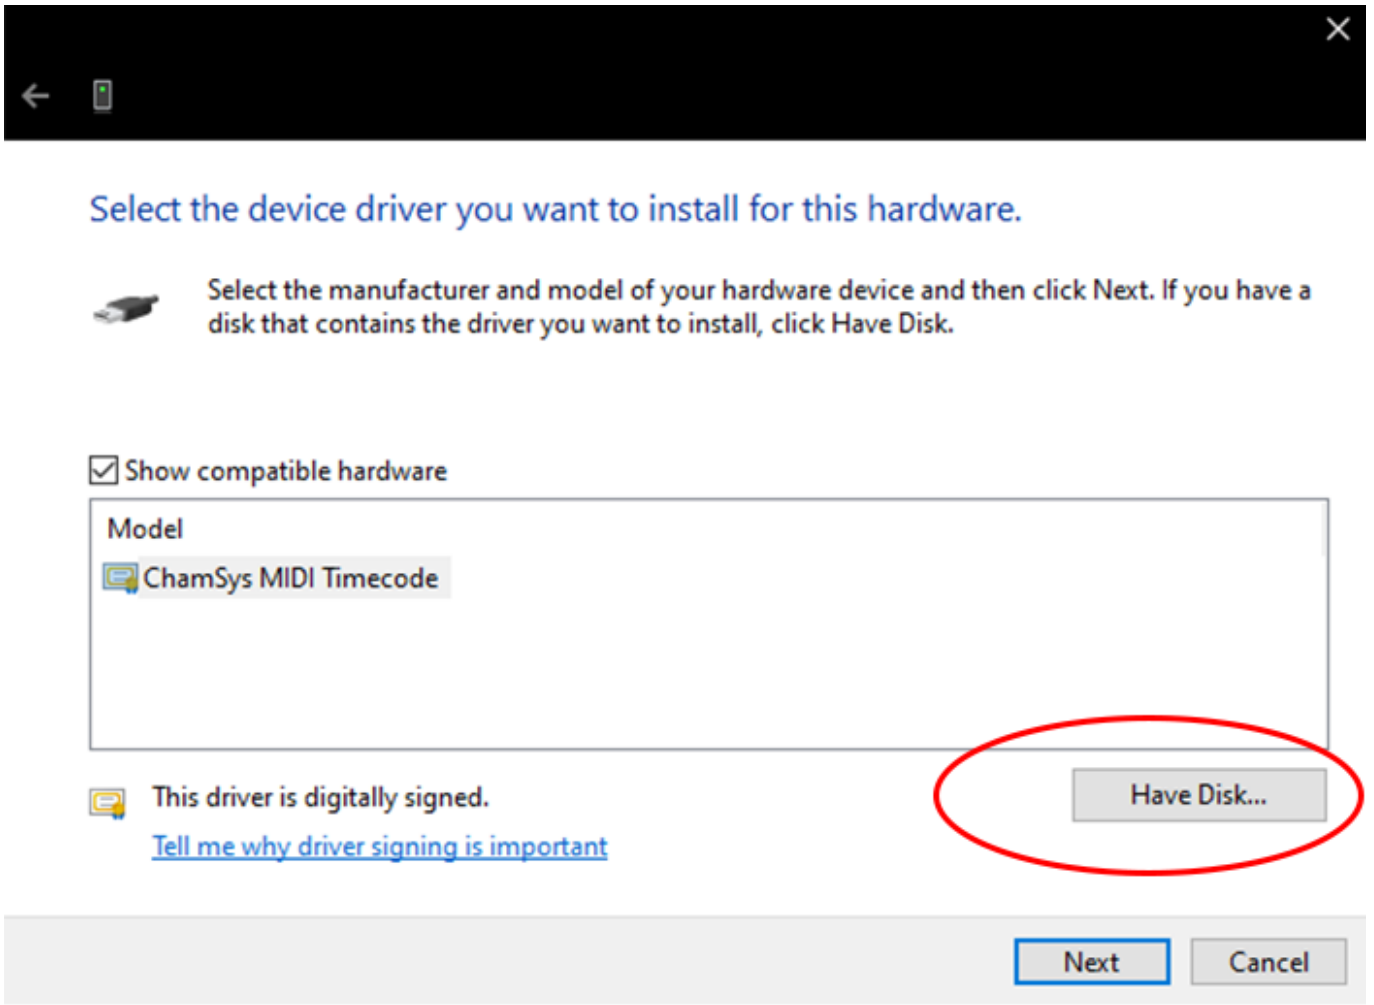 Select the device driver you want to install for this hardware.
Select the manufacturer and model of your hardware device and then click Next. If you have a
disk that contains the driver you want to install, click Have Disk.
Show compatible hardware
Model
ChamSys MIDI Timecode
This driver is digitally signed.
Have Disk...
Tell me why driver signing is important
Next
Cancel